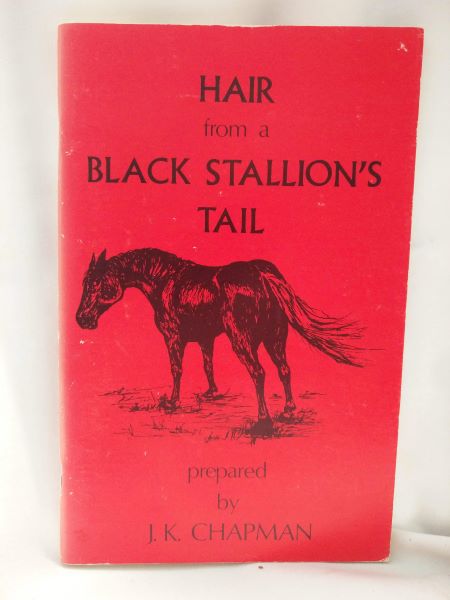 HAIR
from a
BLACK STALLION'S
TAIL
prepared
by
J. K. CHAPMAN